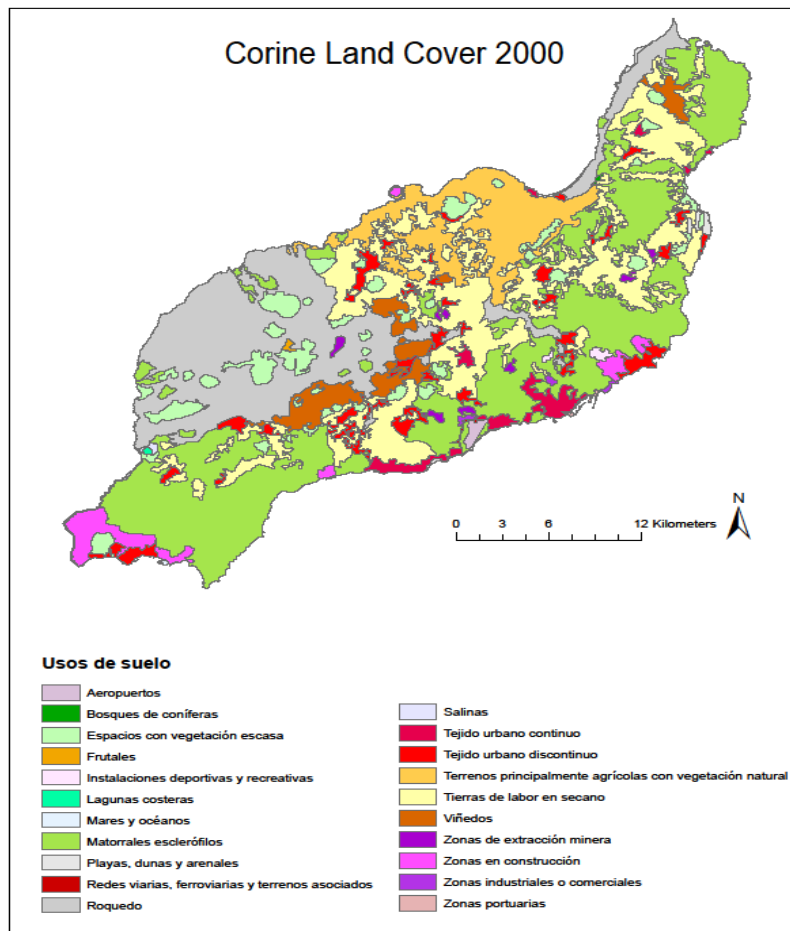 Corine Land Cover 2000
N
0 3 6 12 Kilometers
Usos de suelo
Aeropuertos
Bosques de coníferas
Espacios con vegetación escasa
Frutales
Instalaciones deportivas y recreativas
Lagunas costeras
Mares y océanos
Matorrales esclerófilos
Playas, dunas y arenales
Redes viarias, ferroviarias y terrenos asociados
Roquedo
Salinas
Tejido urbano continuo
Tejido urbano discontinuo
Terrenos principalmente agrícolas con vegetación natural
Tierras de labor en secano
Viñedos
Zonas de extracción minera
Zonas en construcción
Zonas industriales o comerciales
Zonas portuarias